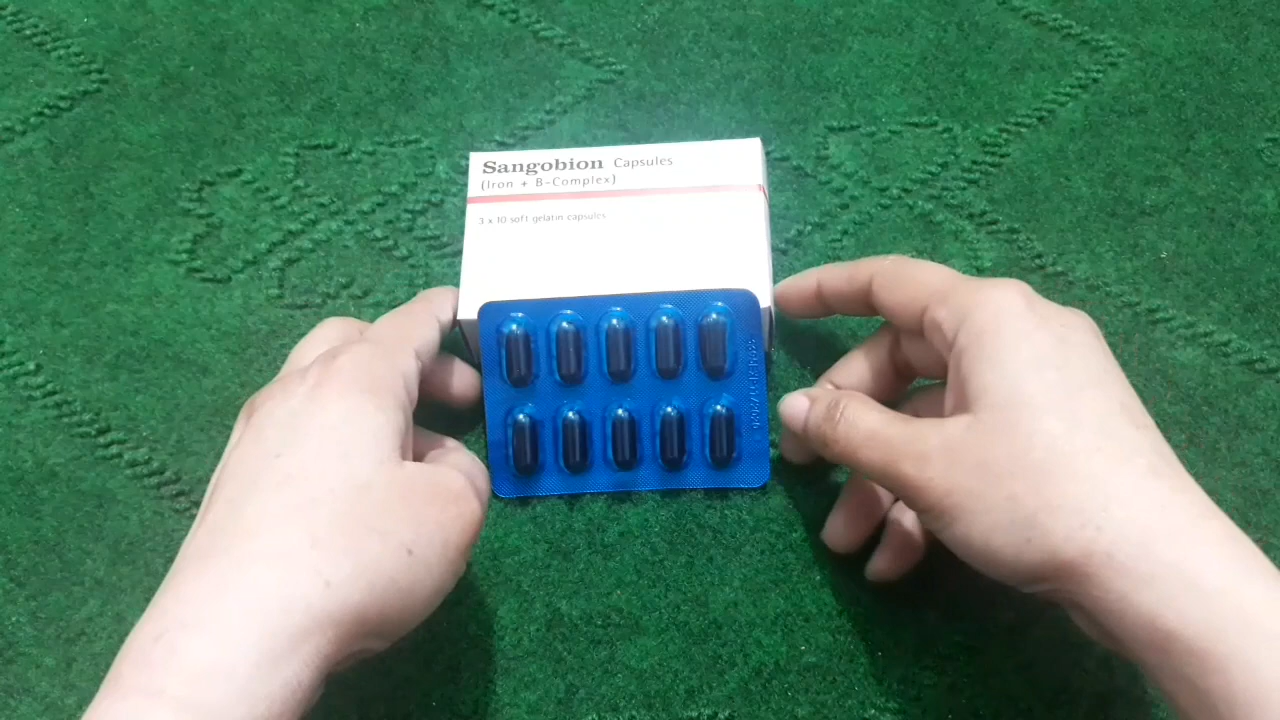 Sangobion Capsules
(Iron + B-Complex)
3 x 10 soft gelatin capsules